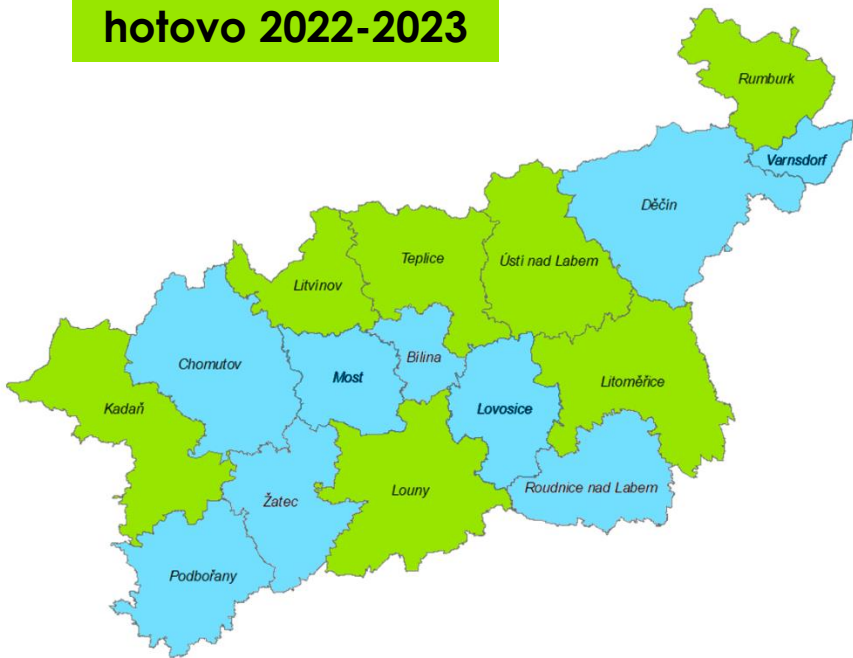 hotovo 2022-2023
Rumburk
Varnsdorf
Děčín
Teplice
Ústí nad Labem
Litvínov
Chomutov
Most
Bílina
Litoměřice
Kadaň
Lovosice
Louny
Roudnice nad Labem
Žatec
Podbořany